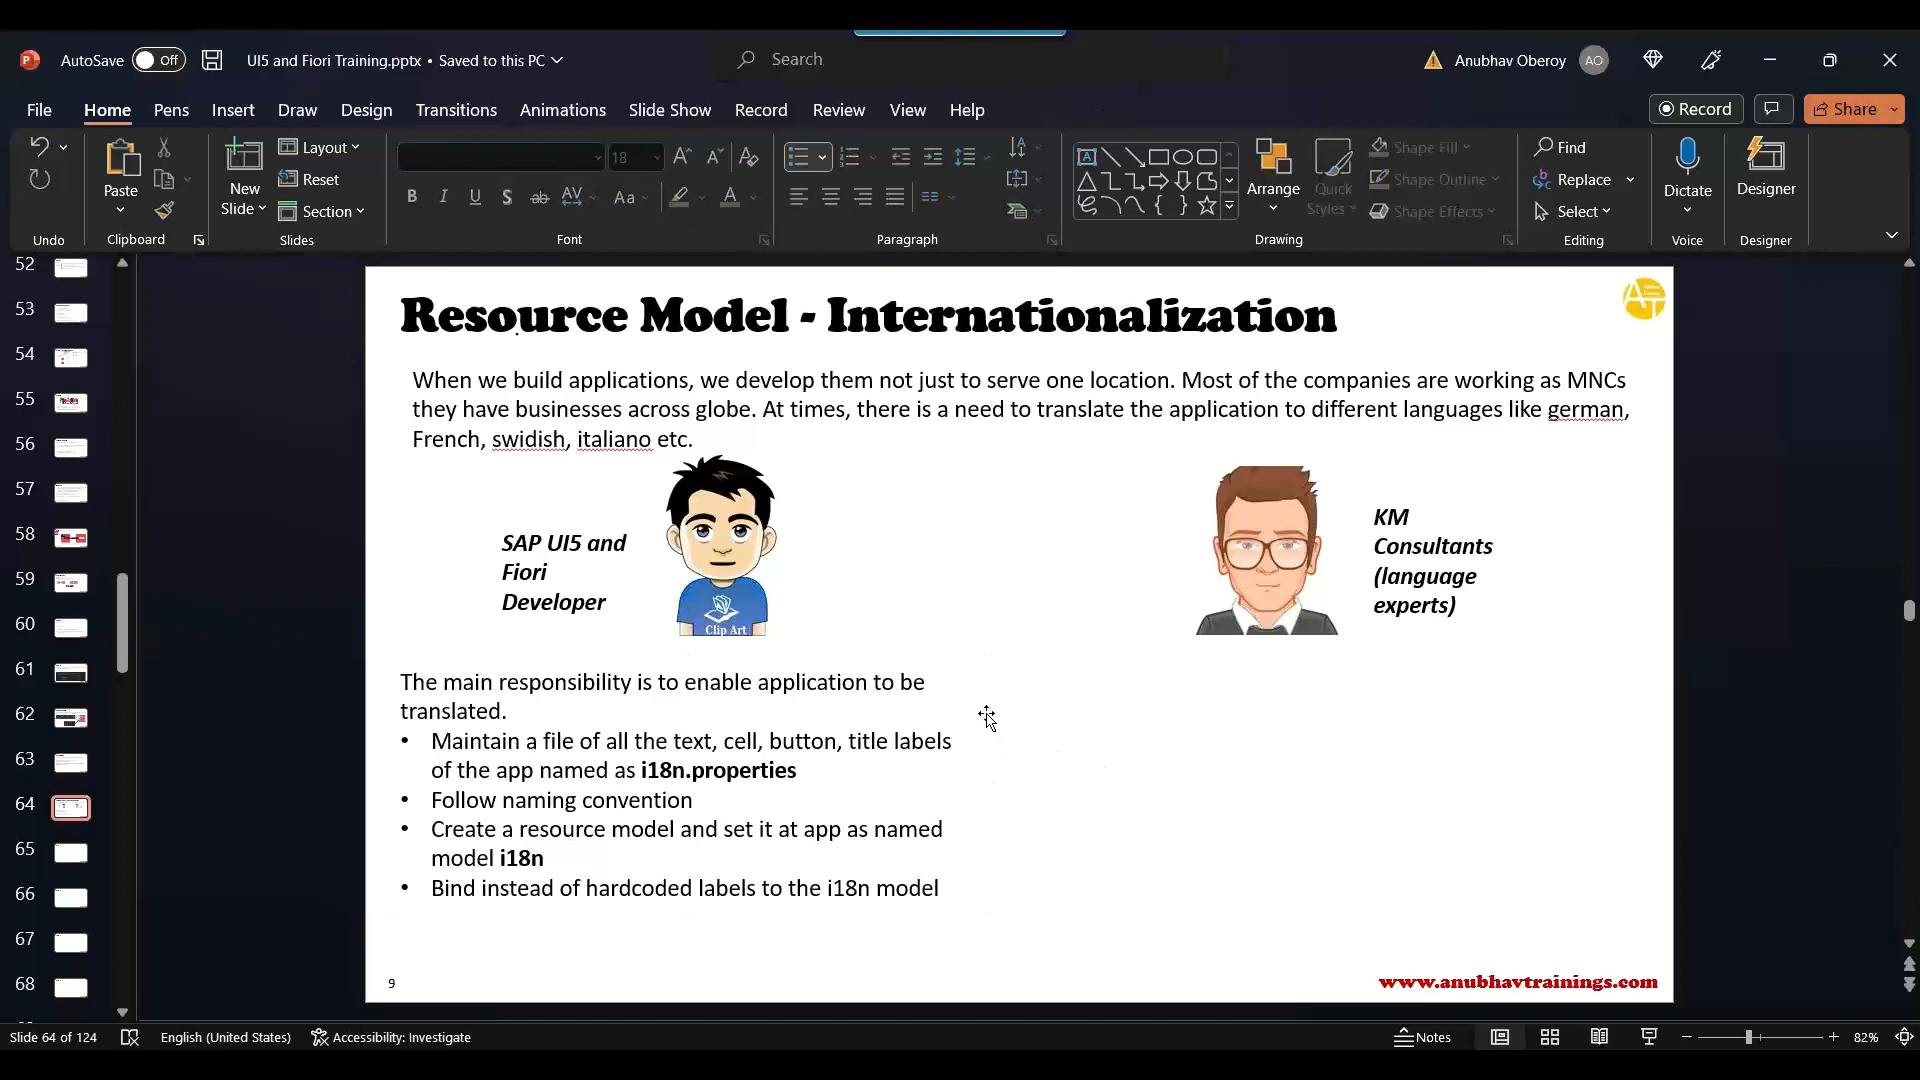 AutoSave Off UI5 and Fiori Training.pptx • Saved to this PC Search Anubhav Oberoy AO
File Home Pens Insert Draw Design Transitions Animations Slide Show Record Review View Help Record Share
Paste
New Slide
Layout
Reset
Section
18
B I U S ab AV Aa A
Arrange
Quick Styles
Shape Fill
Shape Outline
Shape Effects
Find
Replace
Select
Dictate
Designer
Undo Clipboard Slides Font Paragraph Drawing Editing Voice Designer
52
53
54
55
56
57
58
59
60
61
62
63
64
65
66
67
68
Resource Model - Internationalization
When we build applications, we develop them not just to serve one location. Most of the companies are working as MNCs
they have businesses across globe. At times, there is a need to translate the application to different languages like german,
French, swidish, italiano etc.
SAP UI5 and
Fiori
Developer
Clip Art
KM
Consultants
(language
experts)
The main responsibility is to enable application to be
translated.
• Maintain a file of all the text, cell, button, title labels
of the app named as i18n.properties
• Follow naming convention
• Create a resource model and set it at app as named
model i18n
• Bind instead of hardcoded labels to the i18n model
9
www.anubhavtrainings.com
Slide 64 of 124 English (United States) Accessibility: Investigate Notes 82%